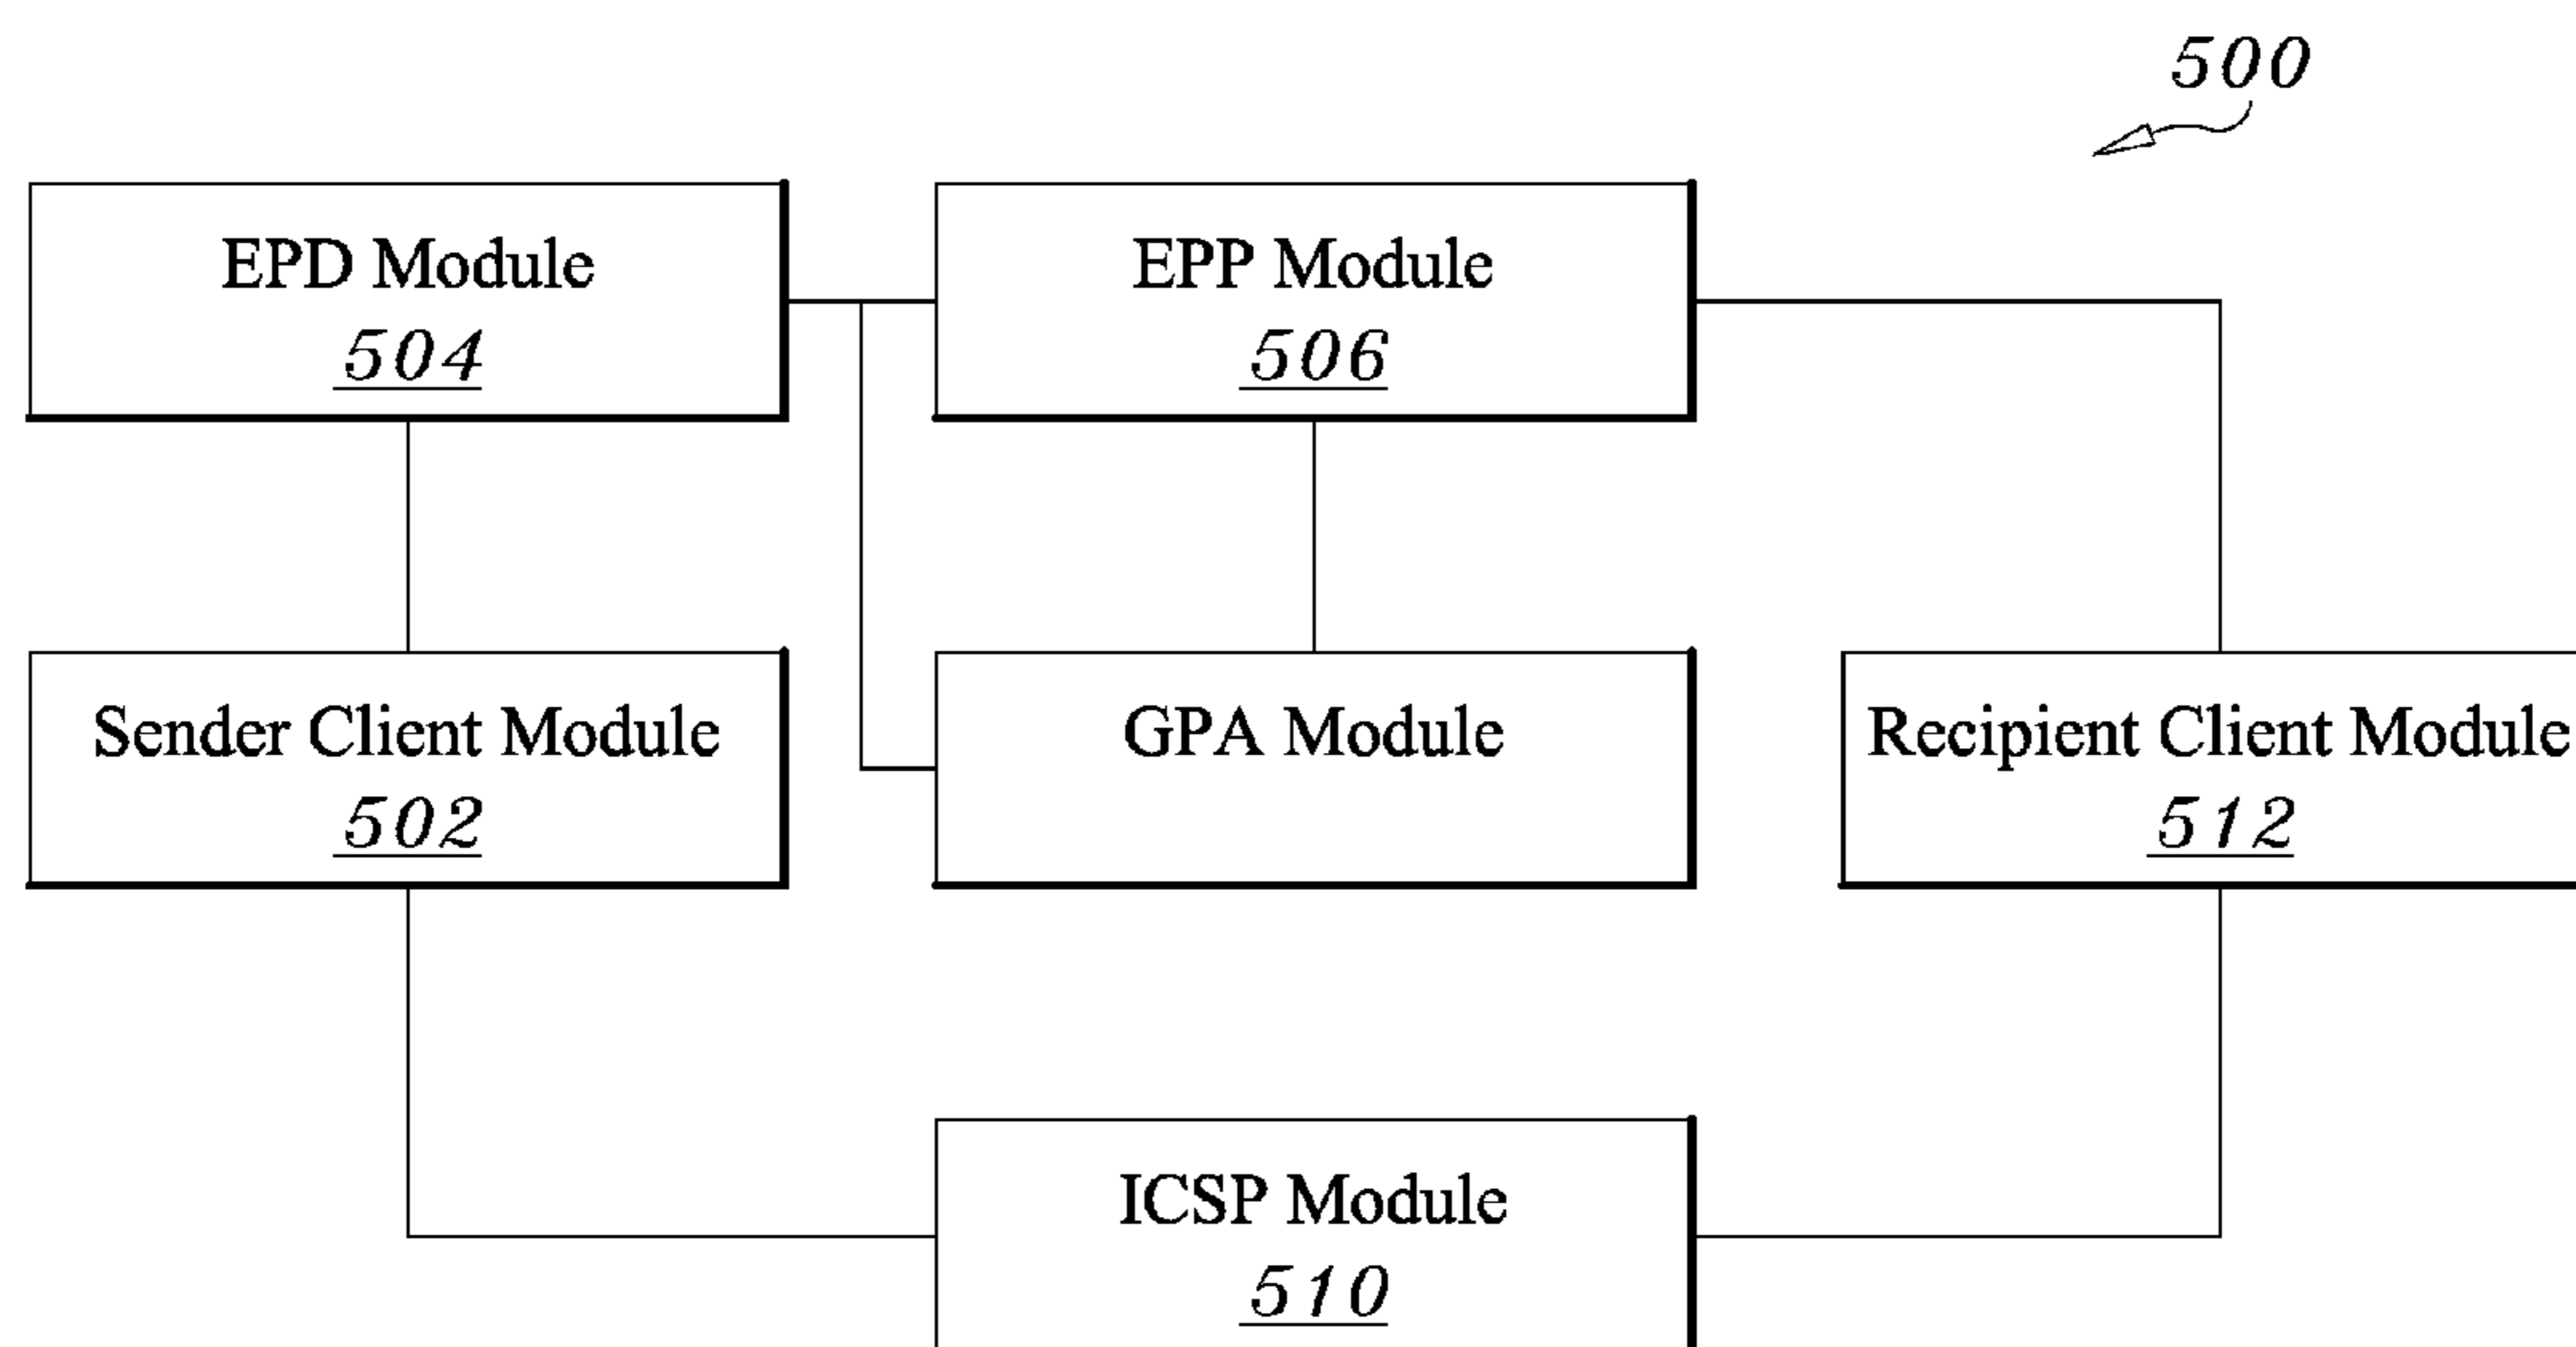 500
EPD Module
504
EPP Module
506
Sender Client Module
502
GPA Module
Recipient Client Module
512
ICSP Module
510